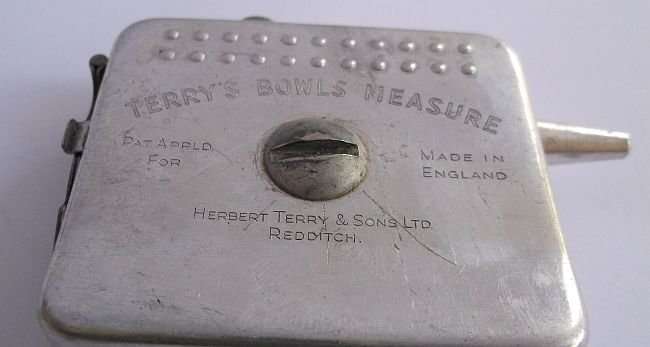 TERRY'S BOWLS MEASURE
PAT APPLD
FOR
MADE IN
ENGLAND
HERBERT TERRY & SONS LTD
REDDITCH.